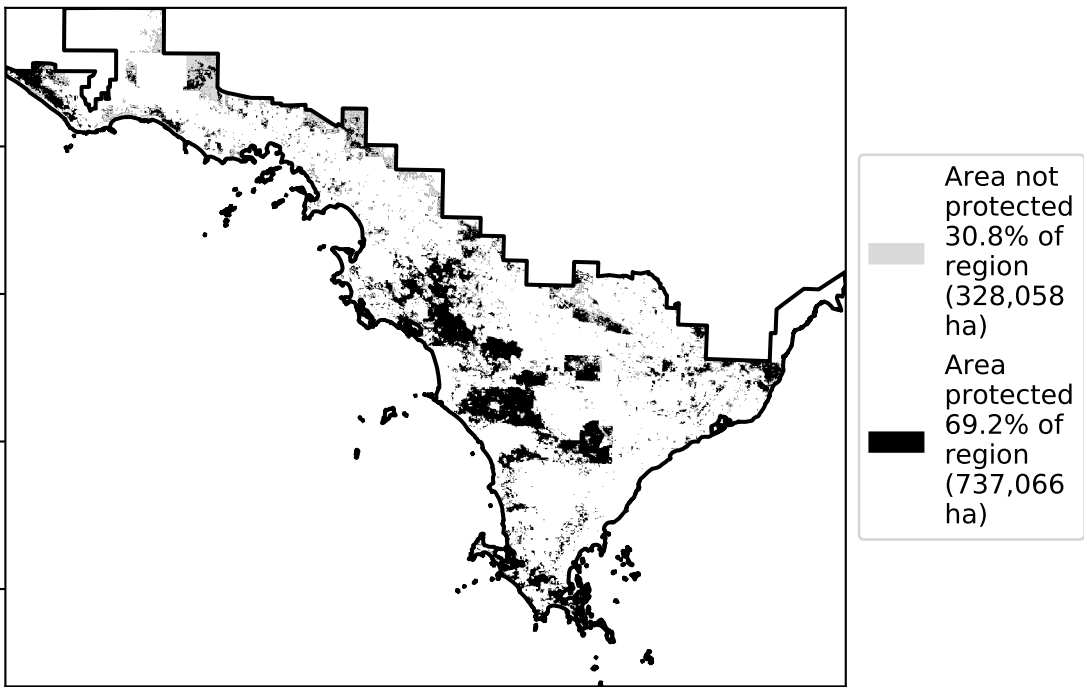 Area not
protected
30.8% of
region
(328,058
ha)
Area
protected
69.2% of
region
(737,066
ha)